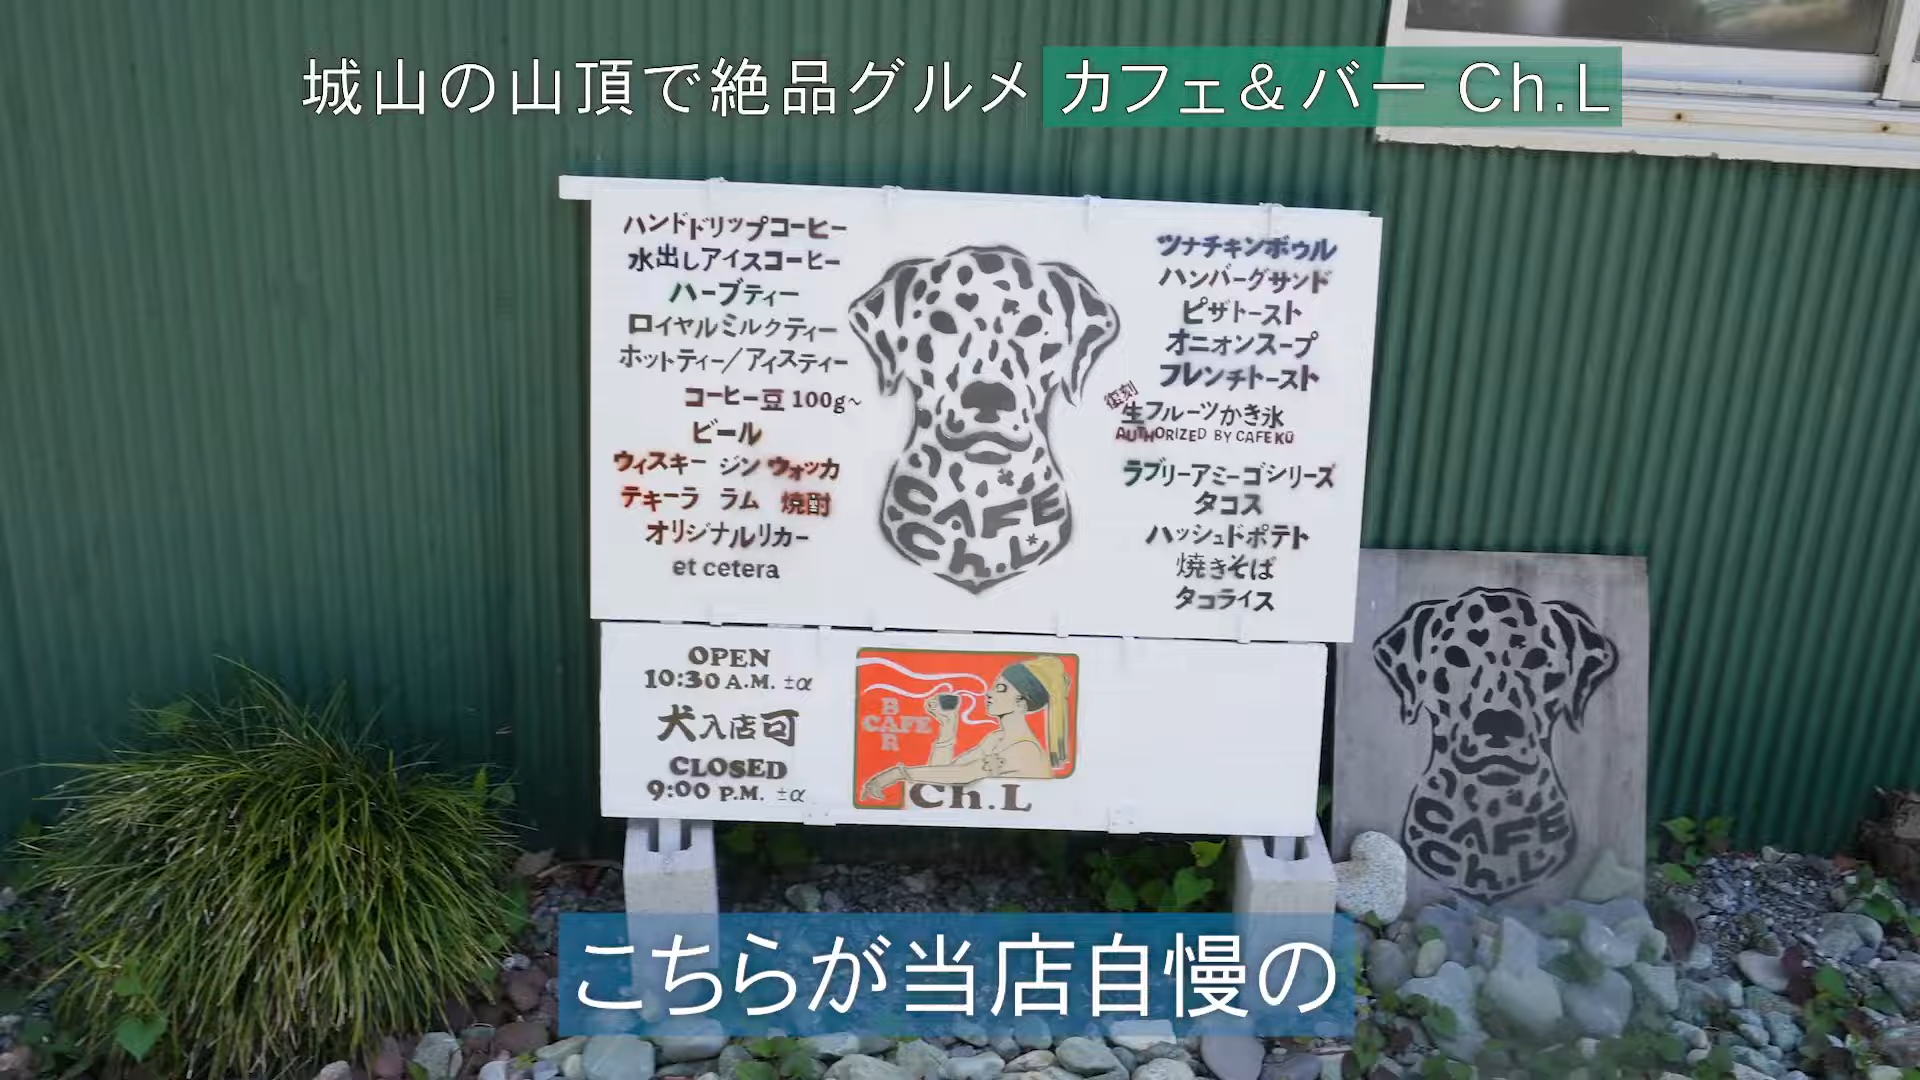 城山の山頂で絶品グルメ カフェ&バー Ch.L
ハンドドリップコーヒー
水出しアイスコーヒー
ハーブティー
ロイヤルミルクティー
ホットティー/アイスティー
コーヒー豆 100g~
ビール
ウィスキー ジン ウォッカ
テキーラ ラム 焼酎
オリジナルリカー
et cetera
CAFE
Ch.L
ツナチキンボゥル
ハンバーグサンド
ピザトースト
オニオンスープ
フレンチトースト
復刻
生フルーツかき氷
AUTHORIZED BY CAFE KŪ
ラブリーアミーゴシリーズ
タコス
ハッシュドポテト
焼きそば
タコライス
OPEN
10:30 A.M. ±α
犬入店可
CLOSED
9:00 P.M. ±α
BAR
CAFE
Ch.L
CAFE
Ch.L
こちらが当店自慢の